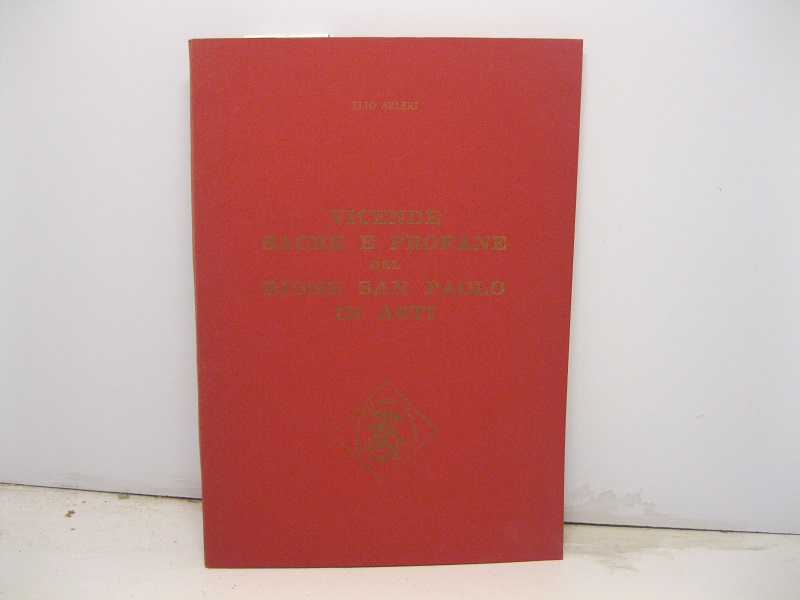 ELIO ARLERI
VICENDE
SACRE E PROFANE
DEL
RIONE SAN PAOLO
IN ASTI